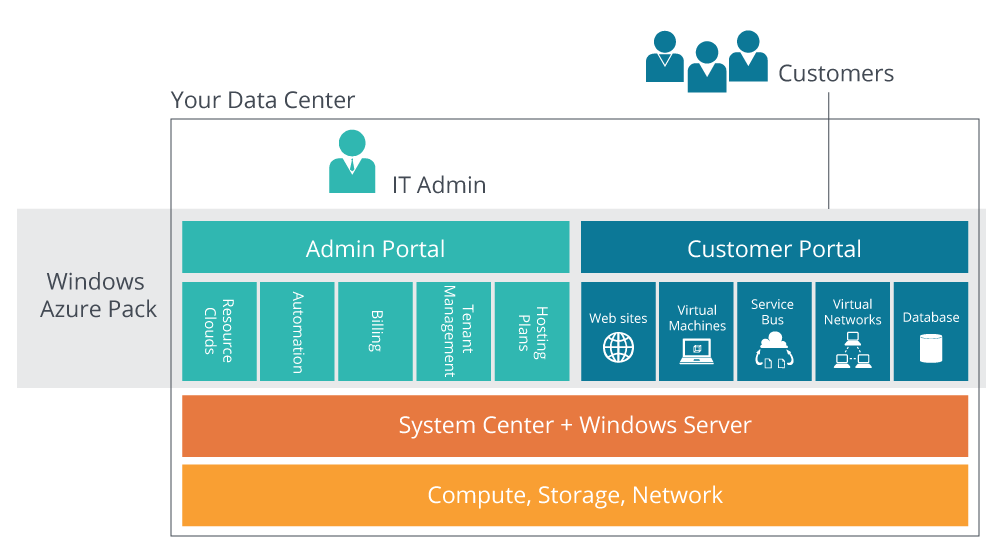 Customers
Your Data Center
IT Admin
Windows
Azure Pack
Admin Portal
Customer Portal
Resource
Clouds
Automation
Billing
Tenant
Management
Hosting
Plans
Web sites
Virtual
Machines
Service
Bus
Virtual
Networks
Database
System Center + Windows Server
Compute, Storage, Network